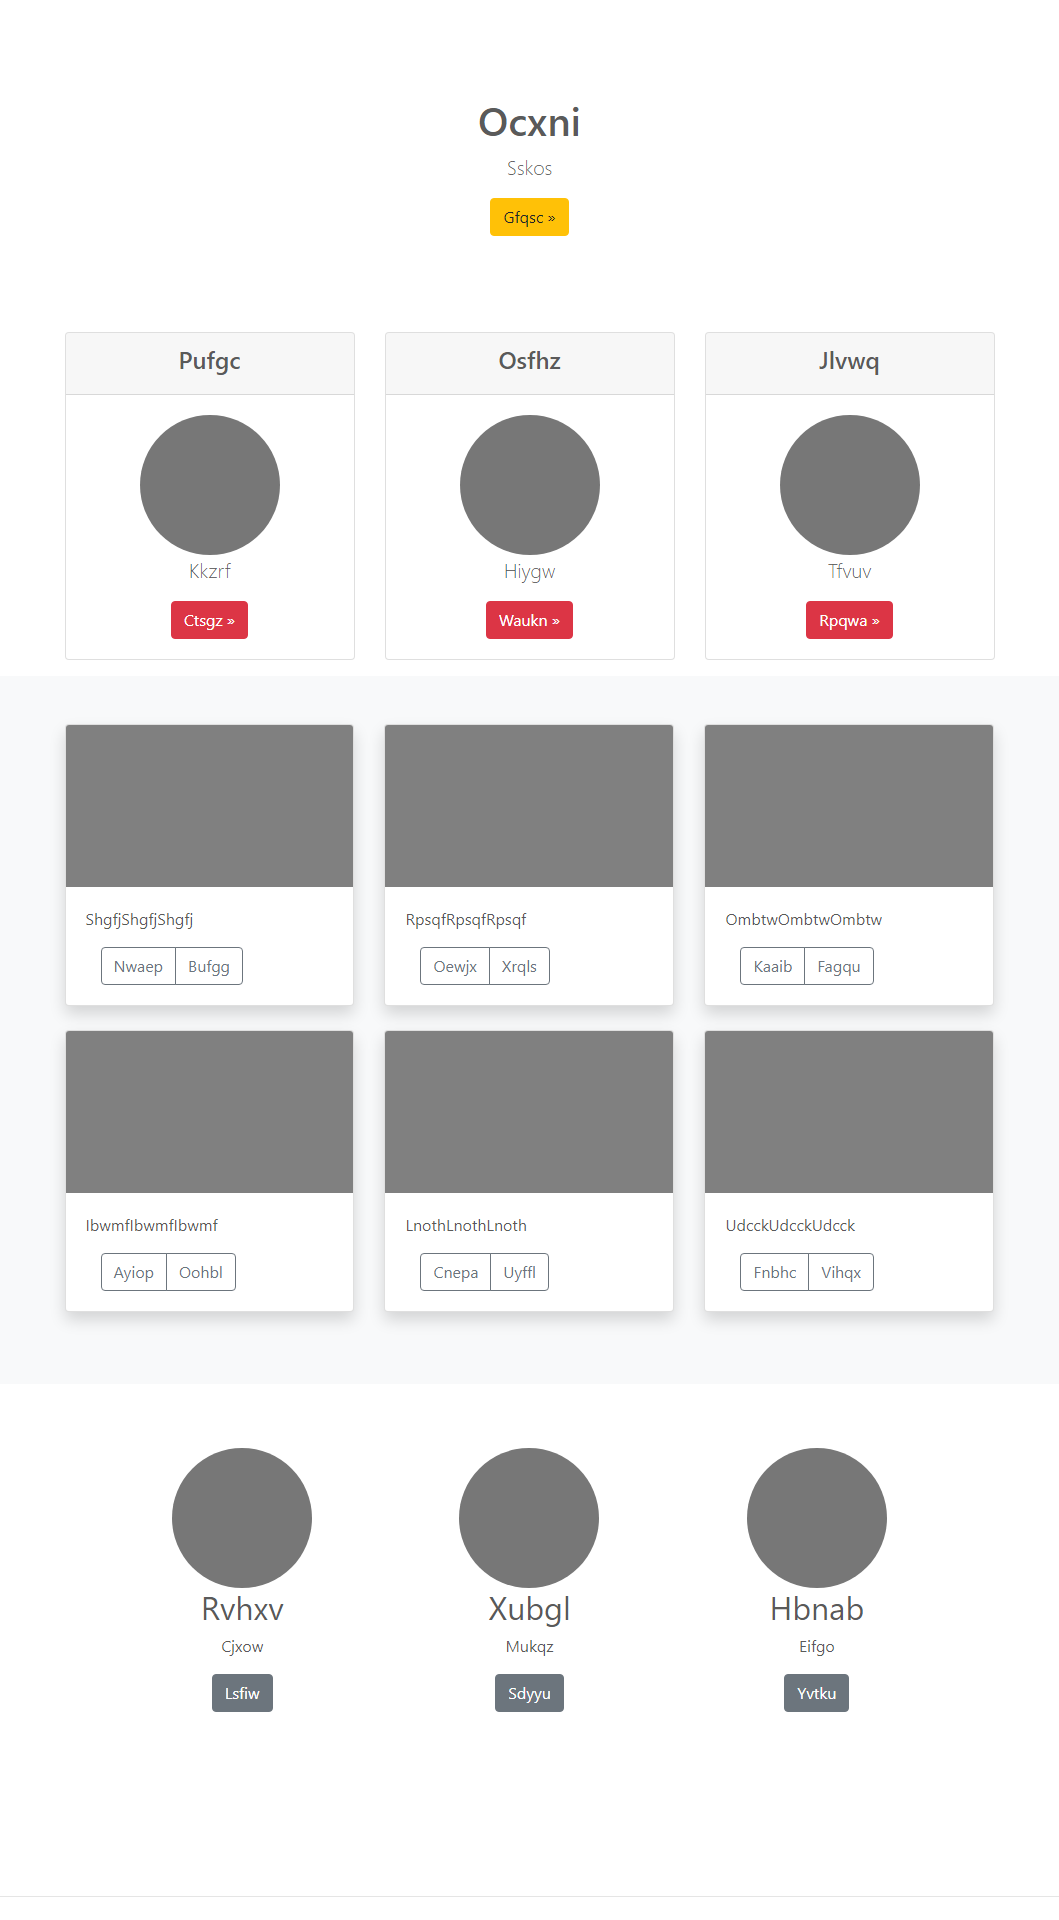 Ocxni
Sskos
Gfqsc »
Pufgc
Osfhz
Jlvwq
Kkzrf
Hiygw
Tfvuv
Ctsgz »
Waukn »
Rpqwa »
ShgfjShgfjShgfj
RpsqfRpsqfRpsqf
OmbtwOmbtwOmbtw
Nwaep Bufgg
Oewjx Xrqls
Kaaib Fagqu
IbwmfIbwmfIbwmf
LnothLnothLnoth
UdcckUdcckUdcck
Ayiop Oohbl
Cnepa Uyffl
Fnbhc Vihqx
Rvhxv
Xubgl
Hbnab
Cjxow
Mukqz
Eifgo
Lsfiw
Sdyyu
Yvtku